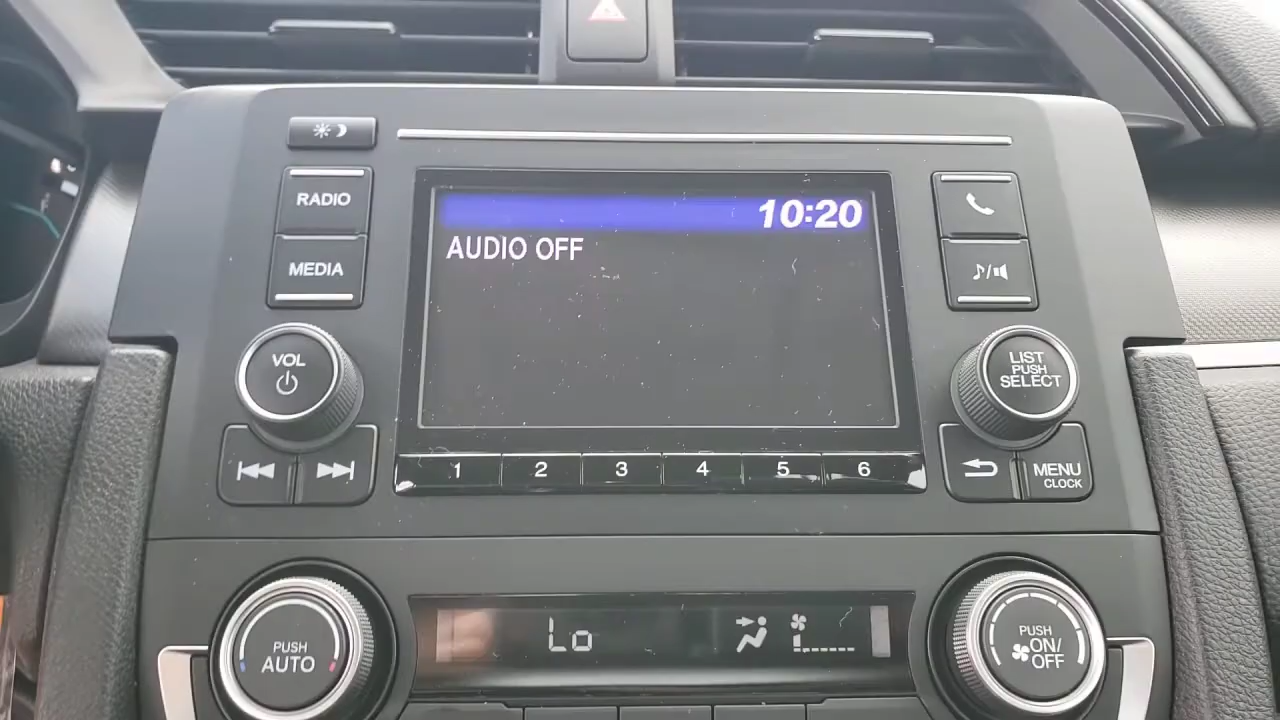 RADIO
MEDIA
10:20
AUDIO OFF
VOL
LIST
PUSH
SELECT
1 2 3 4 5 6
MENU
CLOCK
PUSH
AUTO
Lo
PUSH
ON/
OFF